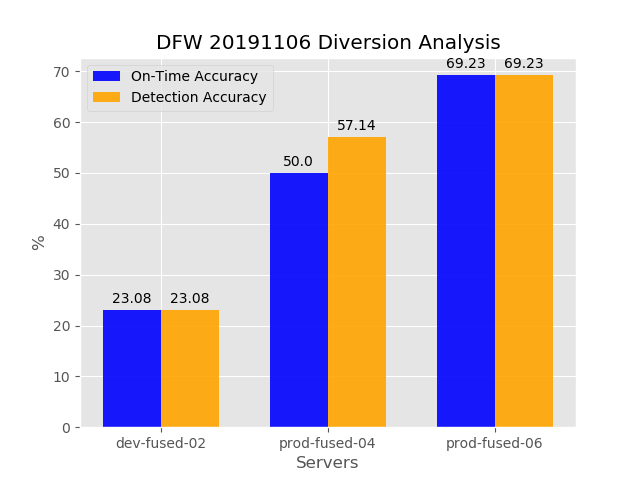 DFW 20191106 Diversion Analysis
On-Time Accuracy
Detection Accuracy
69.23 69.23
57.14
50.0
23.08 23.08
70
60
50
40
30
20
10
0
%
dev-fused-02 prod-fused-04 prod-fused-06
Servers